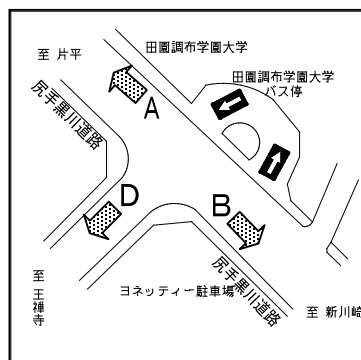 至 片平
田園調布学園大学
田園調布学園大学
バス停
尻手黒川道路
A
D
B
尻手黒川道路
ヨネッティー駐車場
至 王禅寺
至 新川崎